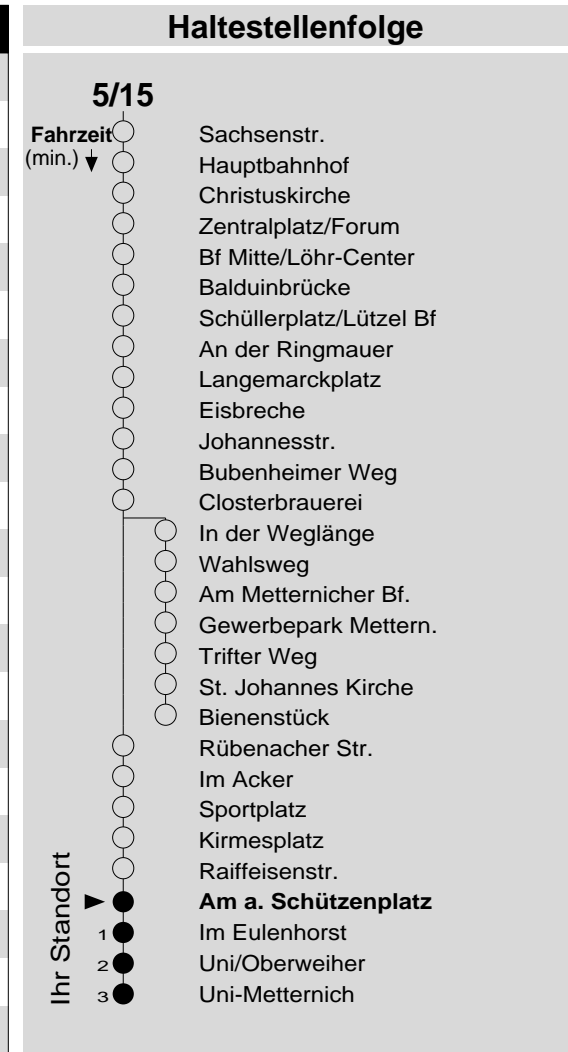 Haltestellenfolge
5/15
Fahrzeit
(min.)
Sachsenstr.
Hauptbahnhof
Christuskirche
Zentralplatz/Forum
Bf Mitte/Löhr-Center
Balduinbrücke
Schüllerplatz/Lützel Bf
An der Ringmauer
Langemarckplatz
Eisbreche
Johannesstr.
Bubenheimer Weg
Closterbrauerei
In der Weglänge
Wahlsweg
Am Metternicher Bf.
Gewerbepark Mettern.
Trifter Weg
St. Johannes Kirche
Bienenstück
Rübenacher Str.
Im Acker
Sportplatz
Kirmesplatz
Raiffeisenstr.
Ihr Standort
Am a. Schützenplatz
1 Im Eulenhorst
2 Uni/Oberweiher
3 Uni-Metternich